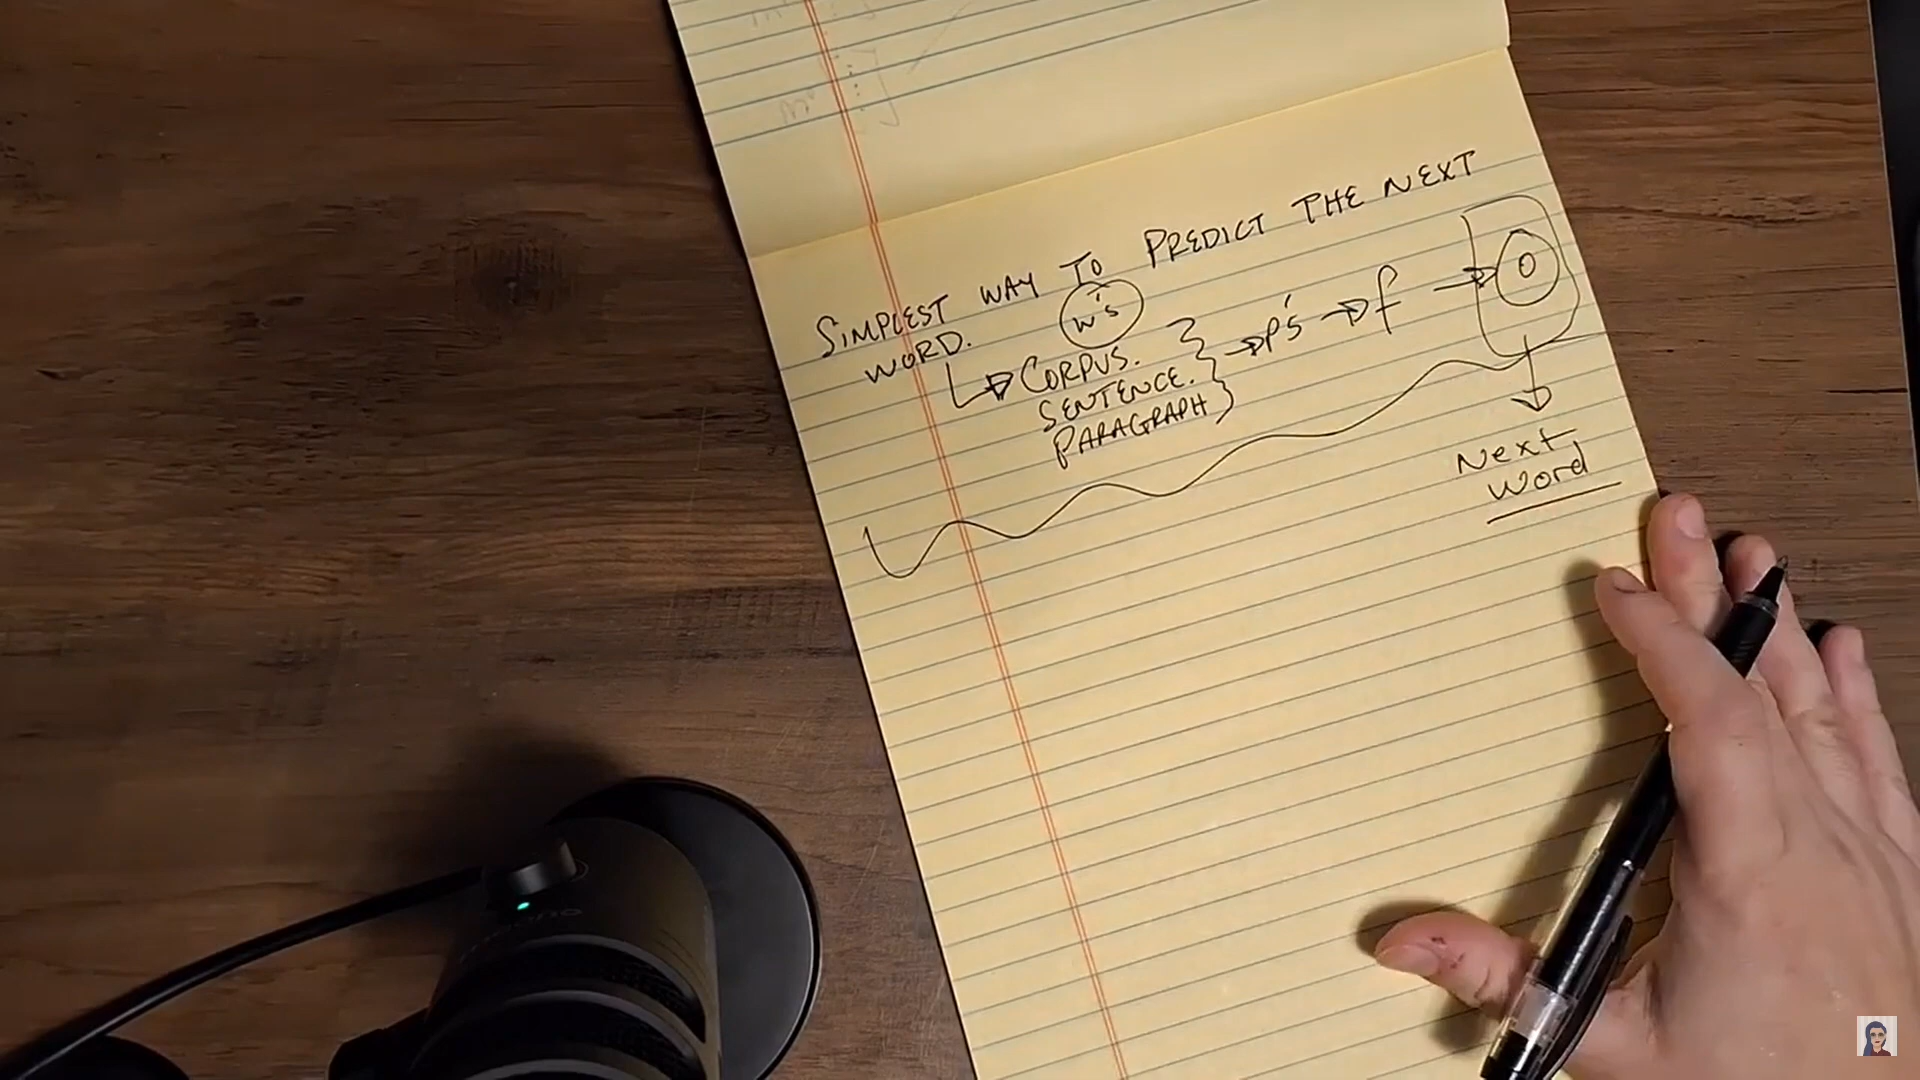 SIMPLEST WAY TO PREDICT THE NEXT
WORD.
w's
CORPUS.
SENTENCE.
PARAGRAPH
p's
f
O
Next
Word